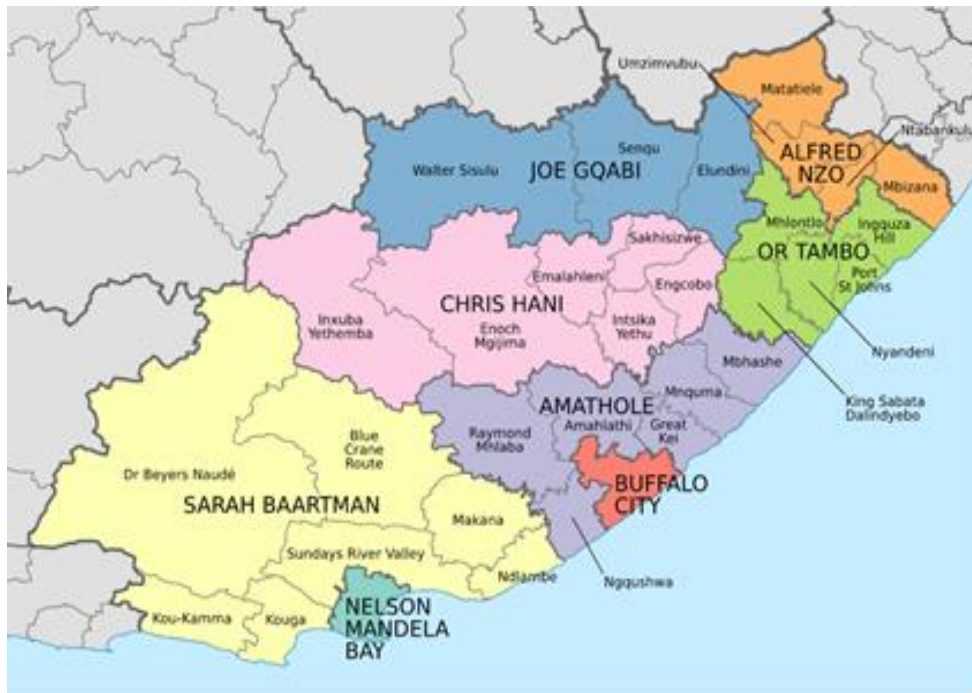 Umzimvubu
Matatiele
Ntabankulu
ALFRED
NZO
Mbizana
Walter Sisulu
JOE GQABI
Senqu
Elundini
Mhlontlo
Ingquza
Hill
OR TAMBO
Port
St Johns
Nyandeni
King Sabata
Dalindyebo
Sakhisizwe
Emalahleni
Engcobo
CHRIS HANI
Inxuba
Yethemba
Enoch
Mgijima
Intsika
Yethu
Mbhashe
Mnquma
AMATHOLE
Amahlathi
Great
Kei
Raymond
Mhlaba
BUFFALO
CITY
Ngqushwa
Blue
Crane
Route
Dr Beyers Naudé
SARAH BAARTMAN
Makana
Sundays River Valley
Ndlambe
Kou-Kamma
Kouga
NELSON
MANDELA
BAY